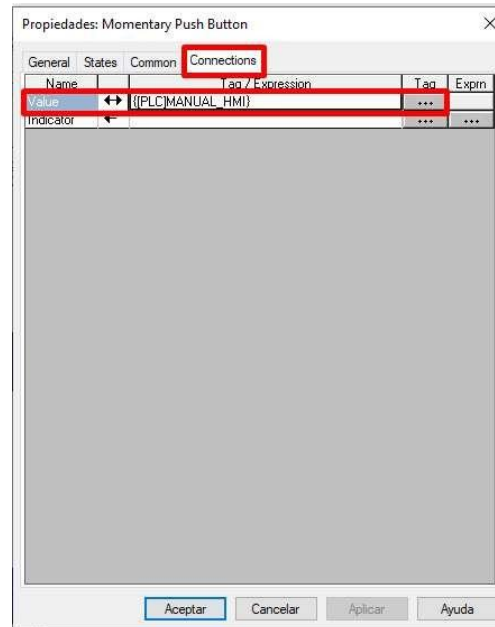 Propiedades: Momentary Push Button
General States Common Connections
Name Tag / Expression Tag Exprn
Value {[PLC]MANUAL_HMI} ...
Indicator ... ...
Aceptar Cancelar Aplicar Ayuda